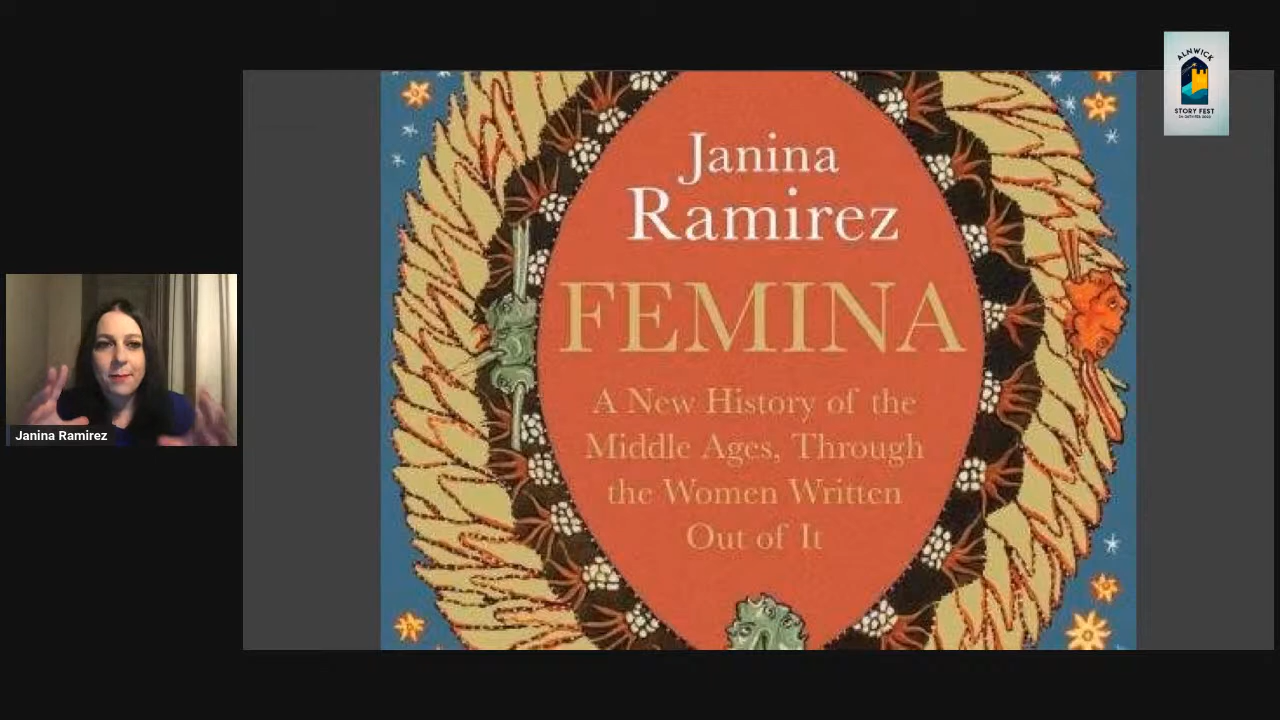 ALNWICK
STORY FEST
Janina
Ramirez
FEMINA
A New History of the
Middle Ages, Through
the Women Written
Out of It
Janina Ramirez